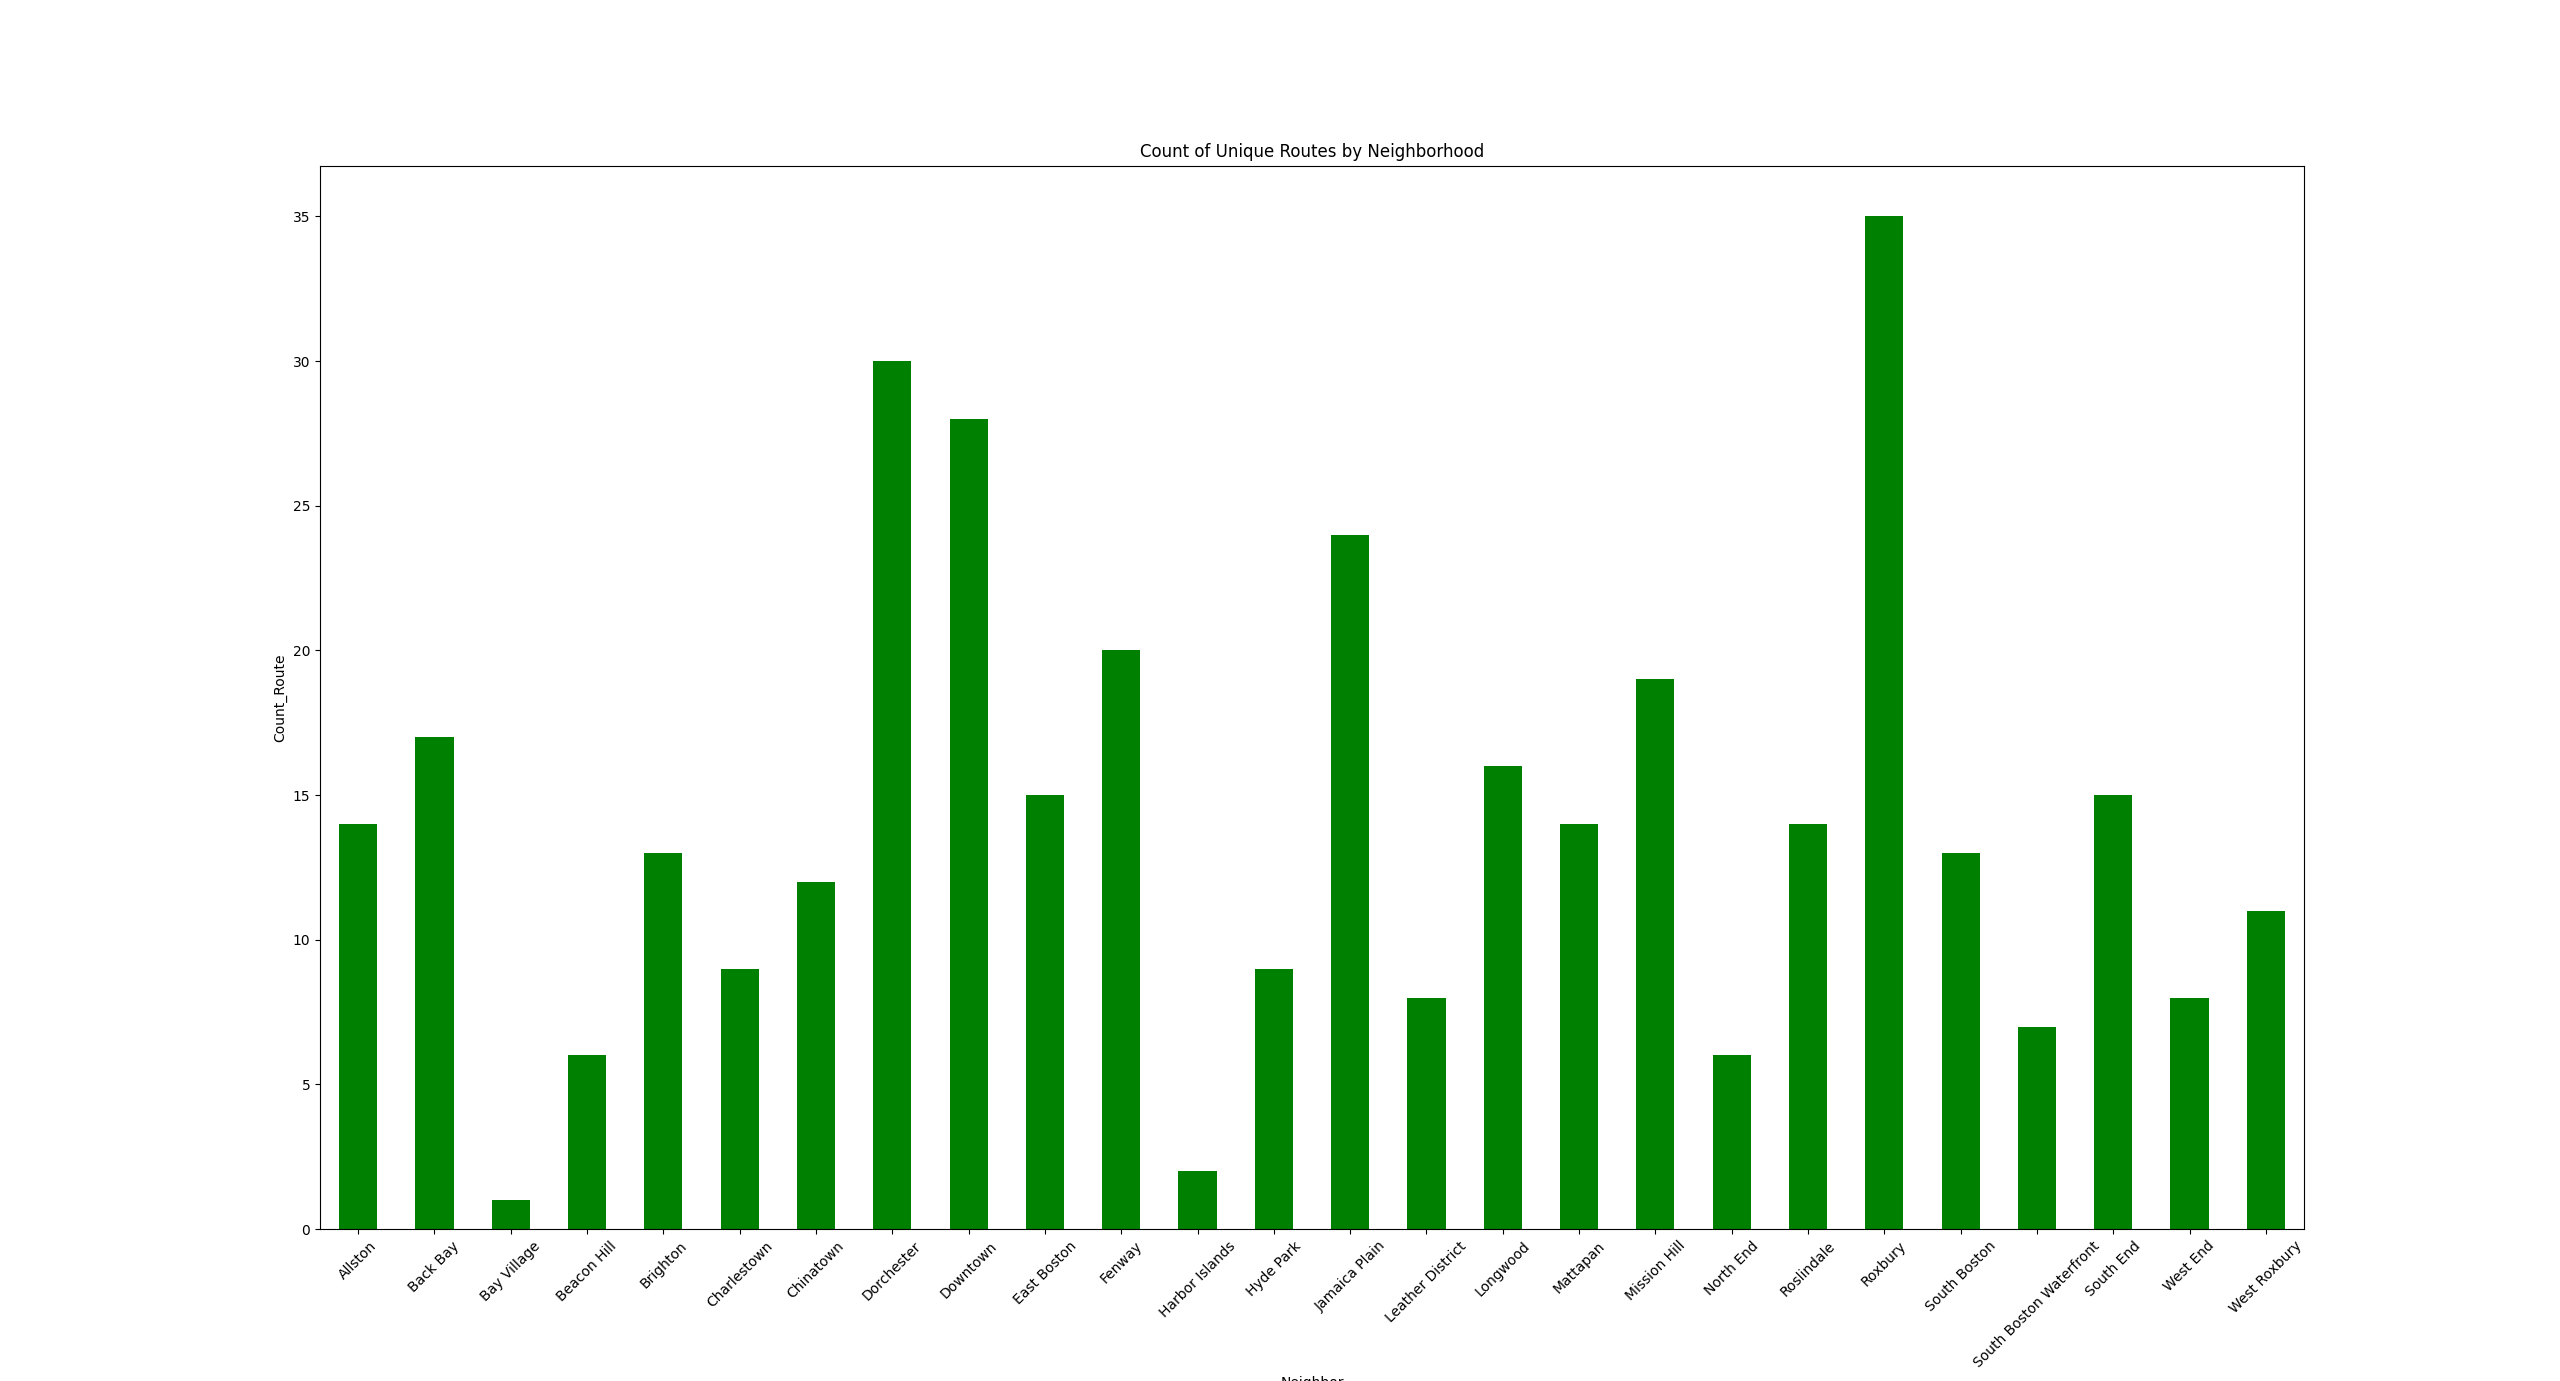 Count of Unique Routes by Neighborhood
35
30
25
20
15
10
5
0
Count_Route
Allston
Back Bay
Bay Village
Beacon Hill
Brighton
Charlestown
Chinatown
Dorchester
Downtown
East Boston
Fenway
Harbor Islands
Hyde Park
Jamaica Plain
Leather District
Longwood
Mattapan
Mission Hill
North End
Roslindale
Roxbury
South Boston
South Boston Waterfront
South End
West End
West Roxbury